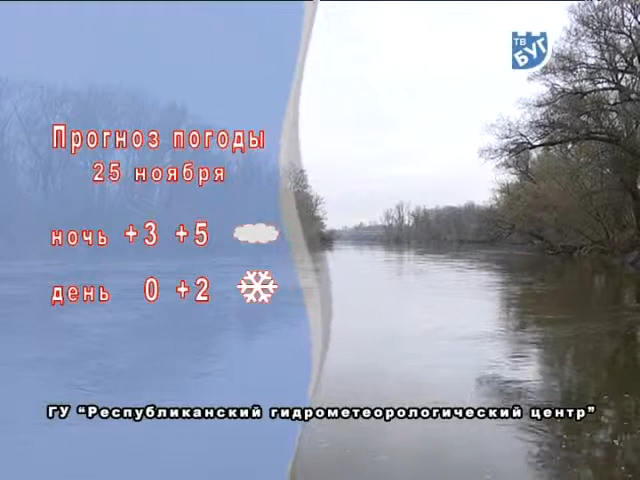 ТВ
БУГ
Прогноз погоды
25 ноября
ночь +3 +5
день 0 +2
ГУ “Республиканский гидрометеорологический центр”